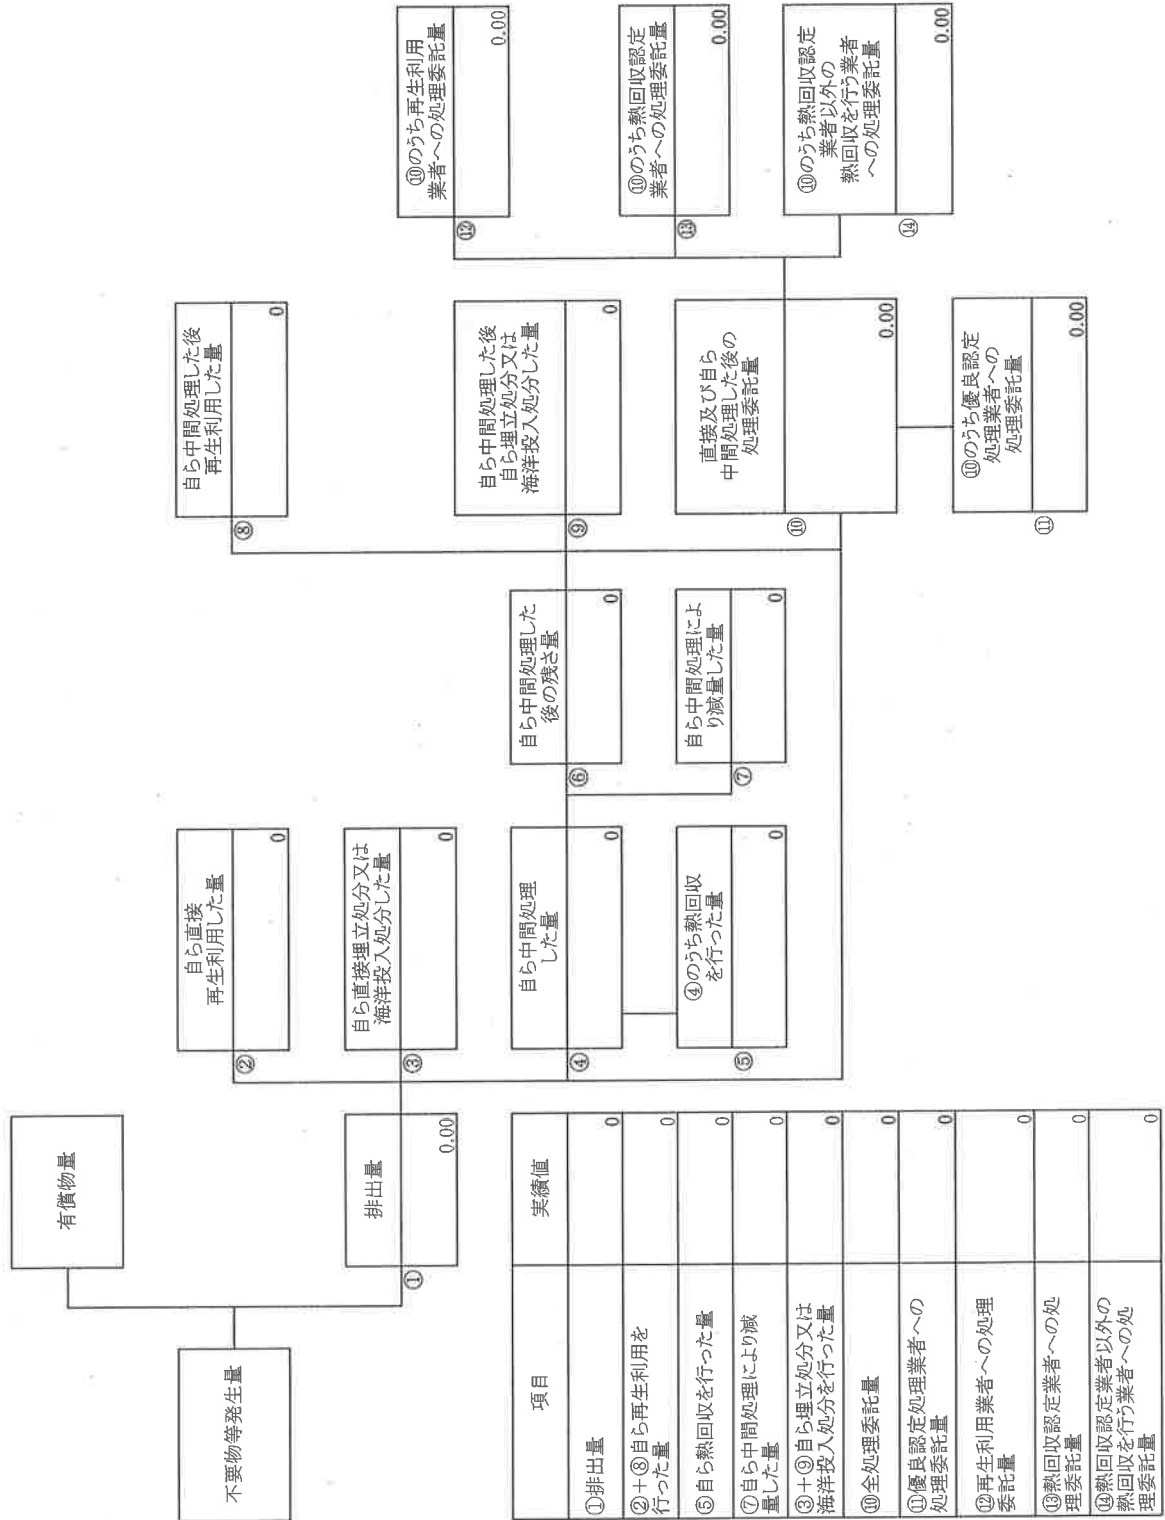 不要物等発生量
有償物量
排出量
①
0.00
自ら直接
再生利用した量
②
0
自ら直接埋立処分又は
海洋投入処分した量
③
0
自ら中間処理
した量
④
0
④のうち熱回収
を行った量
⑤
0
自ら中間処理した
後の残さ量
⑥
0
自ら中間処理によ
り減量した量
⑦
0
自ら中間処理した後
再生利用した量
⑧
0
自ら中間処理した後
自ら埋立処分又は
海洋投入処分した量
⑨
0
直接及び自ら
中間処理した後の
処理委託量
⑩
0.00
⑩のうち優良認定
処理業者への
処理委託量
⑪
0.00
⑩のうち再生利用
業者への処理委託量
⑫
0.00
⑩のうち熱回収認定
業者への処理委託量
⑬
0.00
⑩のうち熱回収認定
業者以外の
熱回収を行う業者
への処理委託量
⑭
0.00
項目 実績値
①排出量 0
②+⑧自ら再生利用を
行った量 0
⑤自ら熱回収を行った量 0
⑦自ら中間処理により減
量した量 0
③+⑨自ら埋立処分又は
海洋投入処分を行った量 0
⑩全処理委託量 0
⑪優良認定処理業者への
処理委託量 0
⑫再生利用業者への処理
委託量 0
⑬熱回収認定業者への処
理委託量 0
⑭熱回収認定業者以外の
熱回収を行う業者への処
理委託量 0